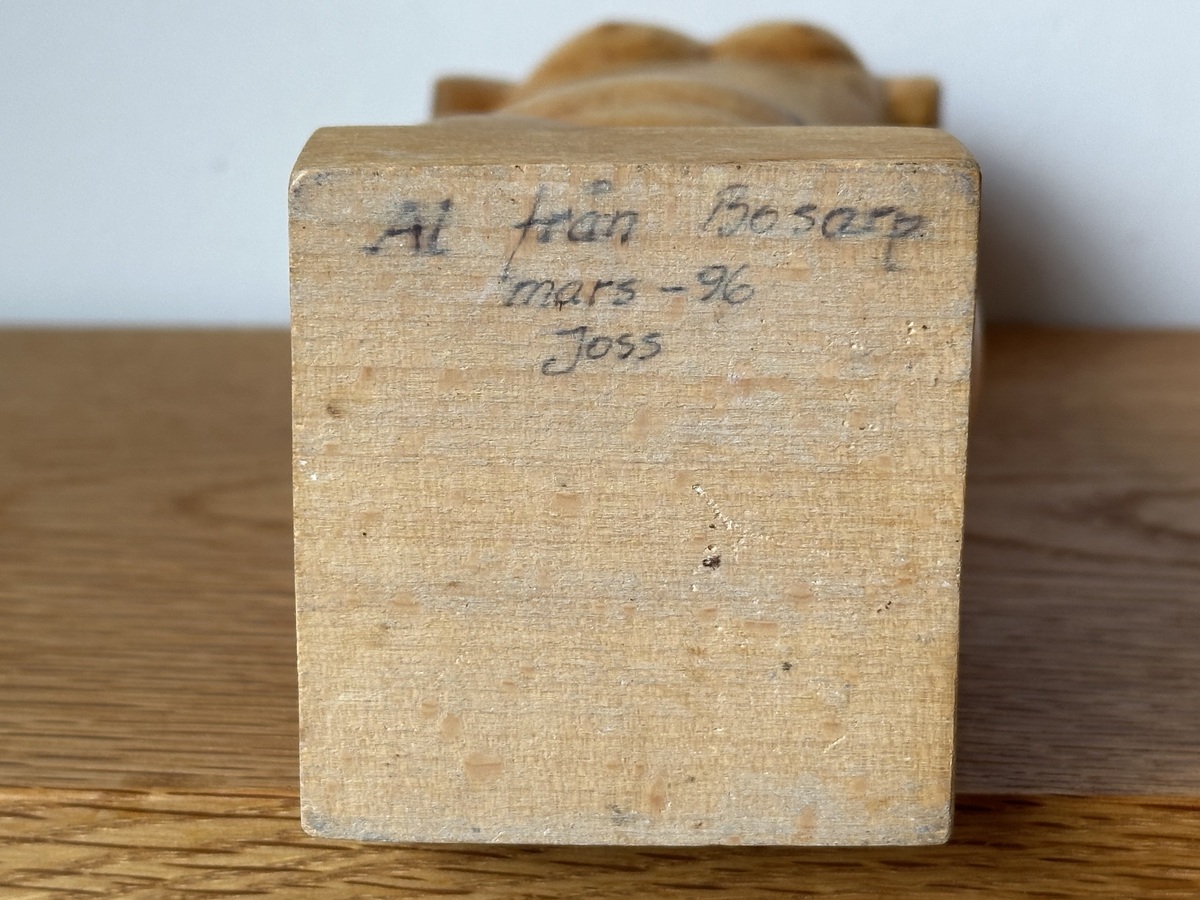 Al från Bosarp
mars - 96
Joss